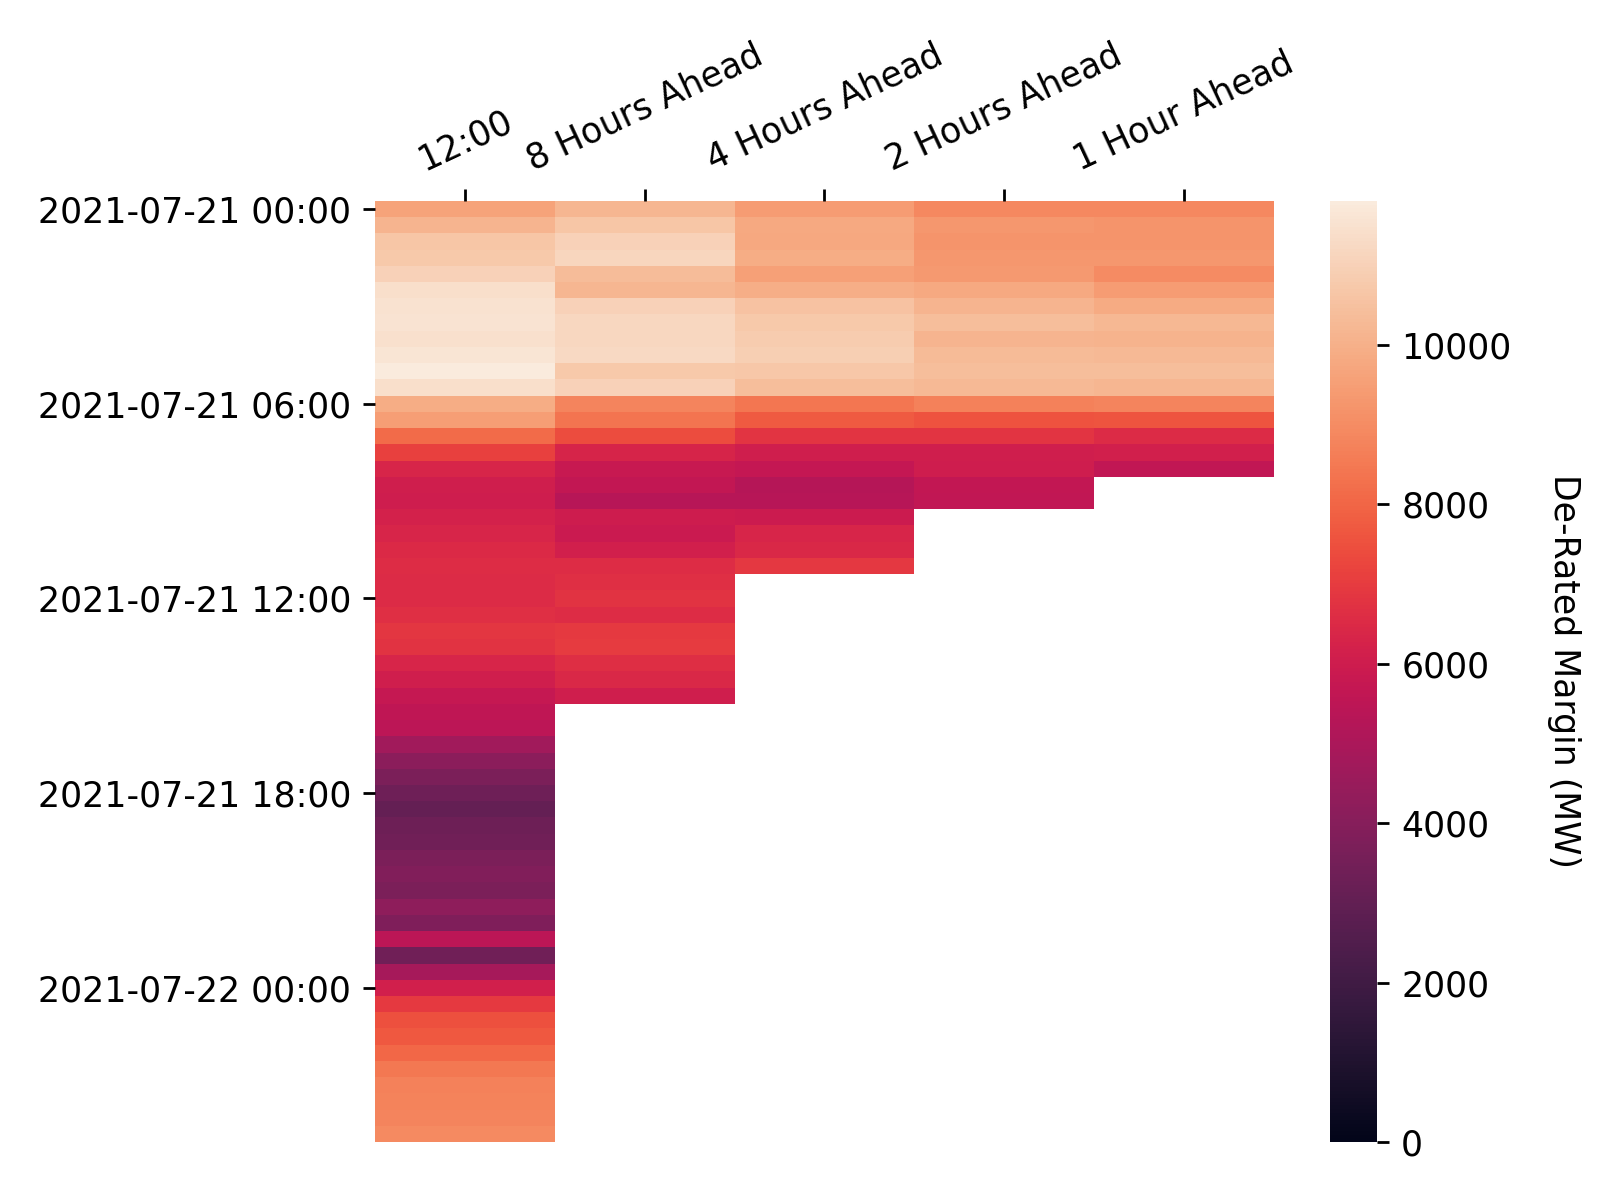 12:00
8 Hours Ahead
4 Hours Ahead
2 Hours Ahead
1 Hour Ahead
2021-07-21 00:00
2021-07-21 06:00
2021-07-21 12:00
2021-07-21 18:00
2021-07-22 00:00
10000
8000
6000
4000
2000
0
De-Rated Margin (MW)